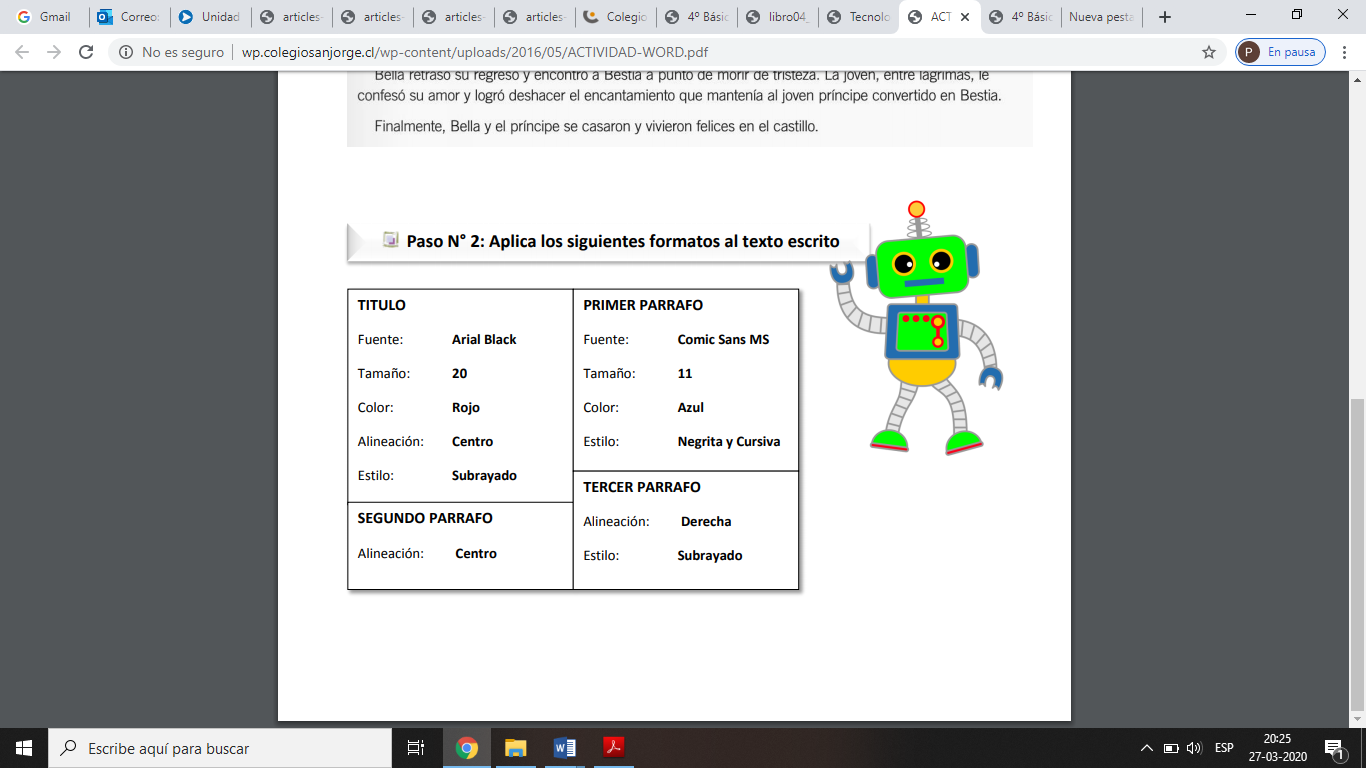 Gmail
Correo:
Unidad
articles-
articles-
articles-
articles-
Colegio
4º Básic
libro04_
Tecnolo
ACT
4º Básic
Nueva pesta
No es seguro
wp.colegiosanjorge.cl/wp-content/uploads/2016/05/ACTIVIDAD-WORD.pdf
P
En pausa
Bella retrasó su regreso y encontró a Bestia a punto de morir de tristeza. La joven, entre lágrimas, le
confesó su amor y logró deshacer el encantamiento que mantenía al joven príncipe convertido en Bestia.
Finalmente, Bella y el príncipe se casaron y vivieron felices en el castillo.
Paso N° 2: Aplica los siguientes formatos al texto escrito
TITULO
Fuente: Arial Black
Tamaño: 20
Color: Rojo
Alineación: Centro
Estilo: Subrayado
PRIMER PARRAFO
Fuente: Comic Sans MS
Tamaño: 11
Color: Azul
Estilo: Negrita y Cursiva
SEGUNDO PARRAFO
Alineación: Centro
TERCER PARRAFO
Alineación: Derecha
Estilo: Subrayado
Escribe aquí para buscar
ESP
20:25
27-03-2020
1